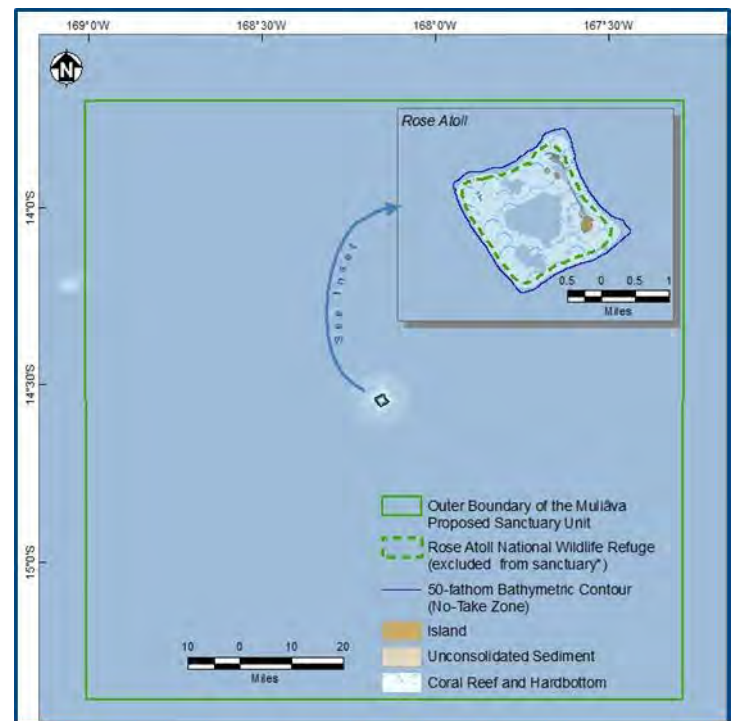 169°0'W 168°30'W 168°0'W 167°30'W
N
Rose Atoll
14°0'S
0.5 0 0.5 1
Miles
See Inset
14°30'S
Outer Boundary of the Muliāva
Proposed Sanctuary Unit
Rose Atoll National Wildlife Refuge
(excluded from sanctuary*)
50-fathom Bathymetric Contour
(No-Take Zone)
15°0'S
Island
10 0 10 20
Unconsolidated Sediment
Miles
Coral Reef and Hardbottom